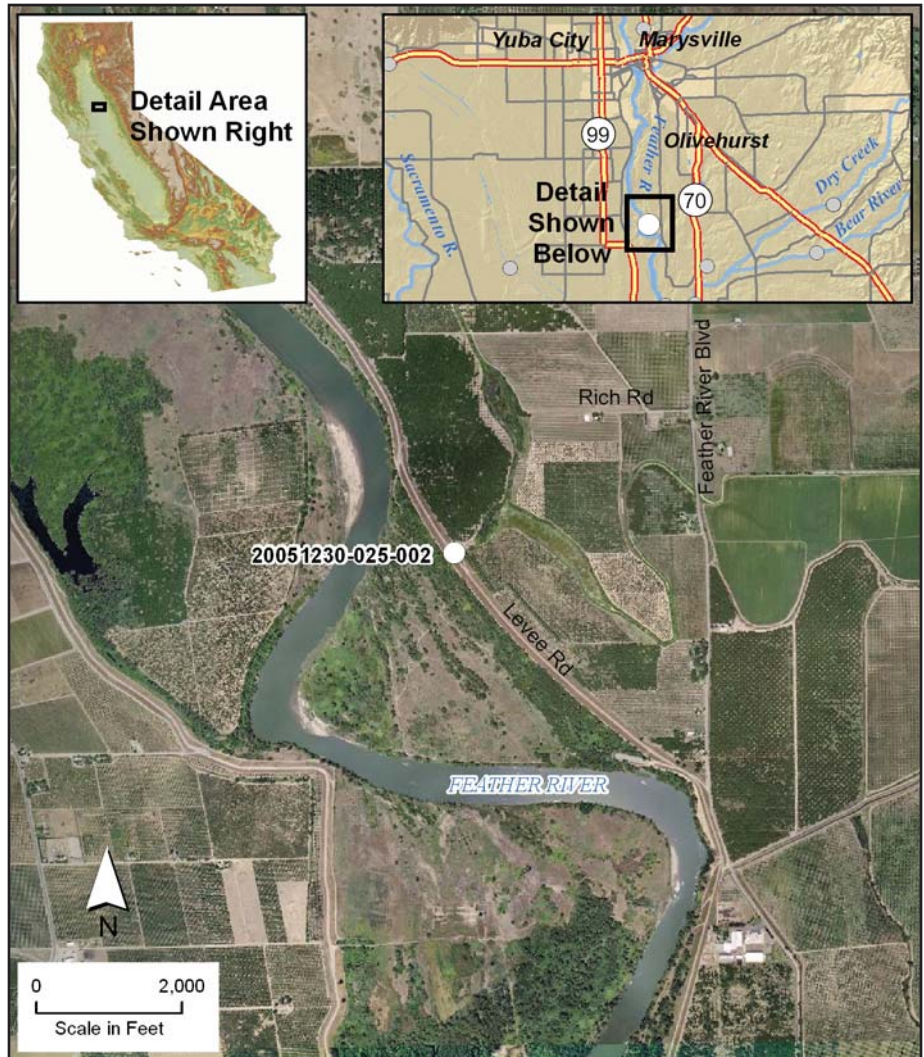 Detail Area
Shown Right
Yuba City
Marysville
99
Feather R.
Olivehurst
Sacramento R.
70
Dry Creek
Bear River
Detail
Shown
Below
Feather River Blvd
Rich Rd
20051230-025-002
Levee Rd
FEATHER RIVER
N
0 2,000
Scale in Feet